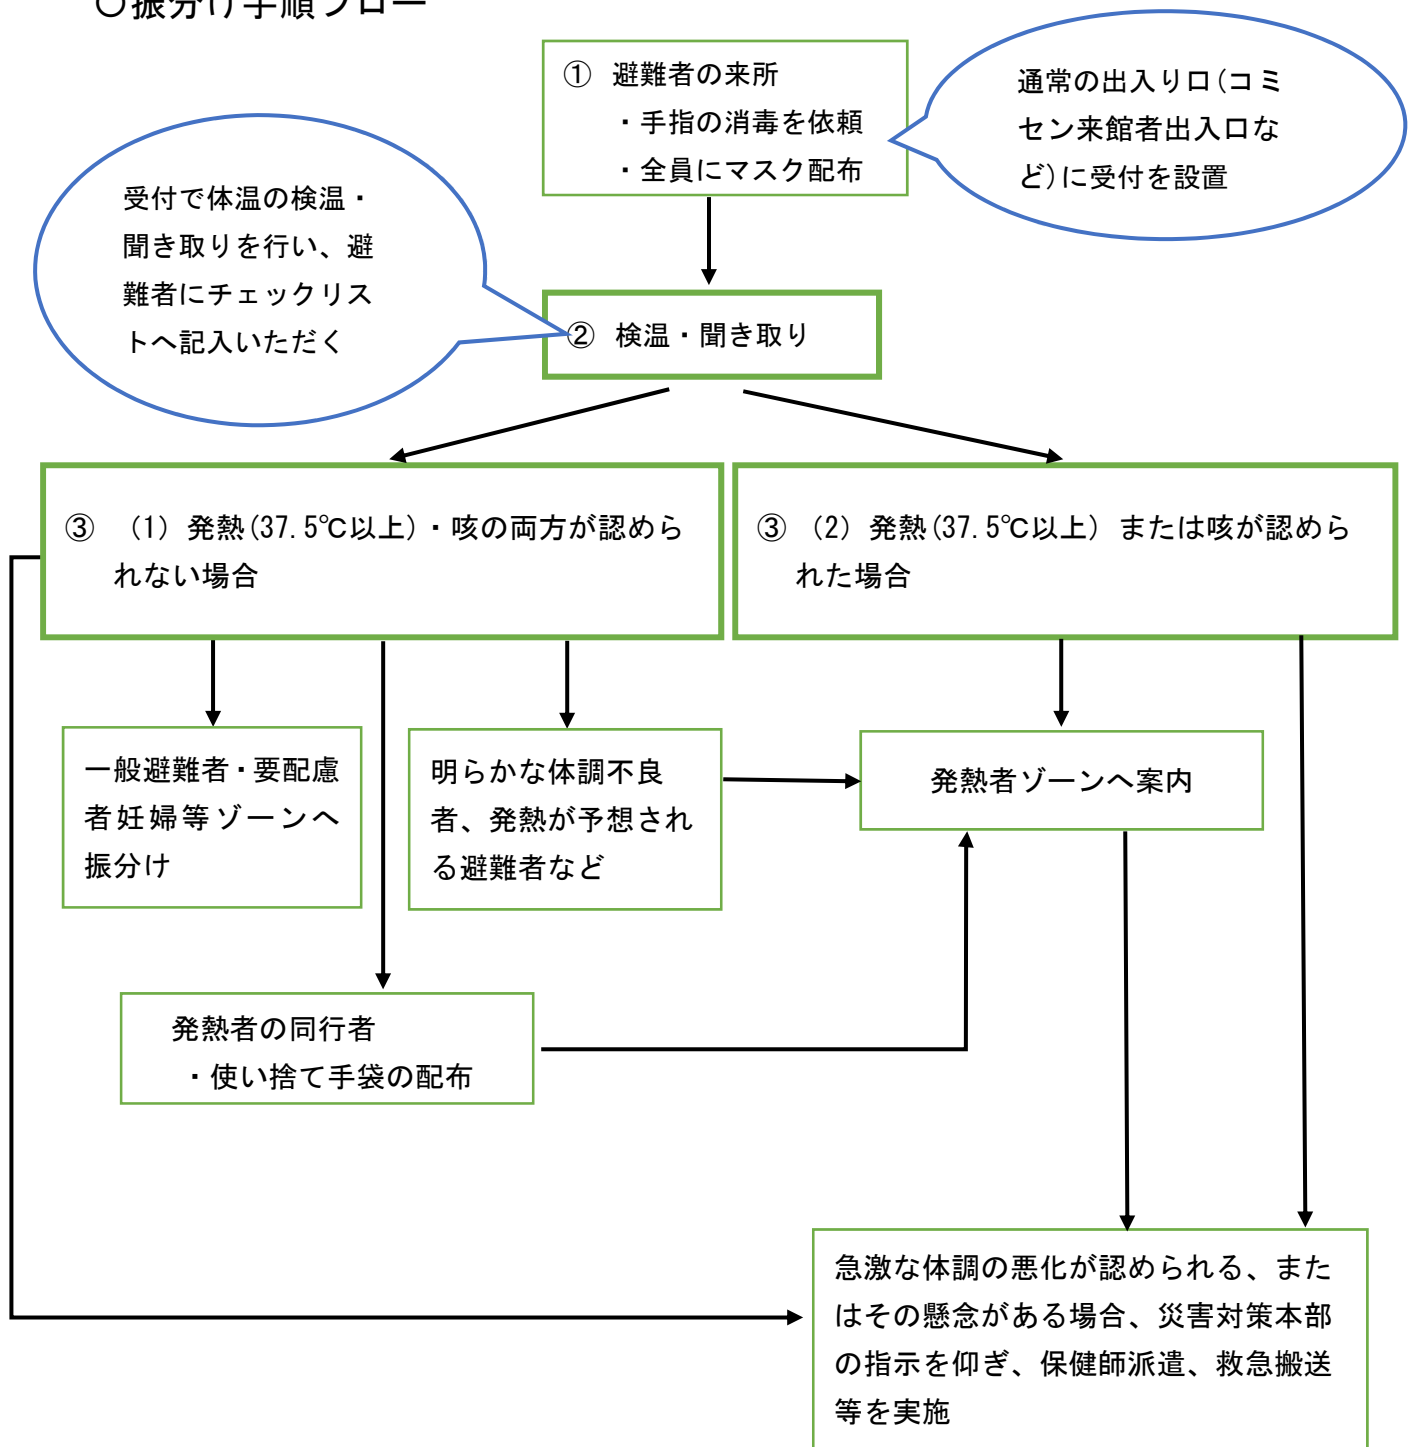 〇振分け手順フロー
① 避難者の来所
・手指の消毒を依頼
・全員にマスク配布
通常の出入り口(コミ
セン来館者出入口な
ど)に受付を設置
受付で体温の検温・
聞き取りを行い、避
難者にチェックリス
トへ記入いただく
② 検温・聞き取り
③ (1) 発熱(37.5℃以上)・咳の両方が認めら
れない場合
③ (2) 発熱(37.5℃以上) または咳が認めら
れた場合
一般避難者・要配慮
者妊婦等ゾーンへ
振分け
明らかな体調不良
者、発熱が予想され
る避難者など
発熱者ゾーンへ案内
発熱者の同行者
・使い捨て手袋の配布
急激な体調の悪化が認められる、また
はその懸念がある場合、災害対策本部
の指示を仰ぎ、保健師派遣、救急搬送
等を実施